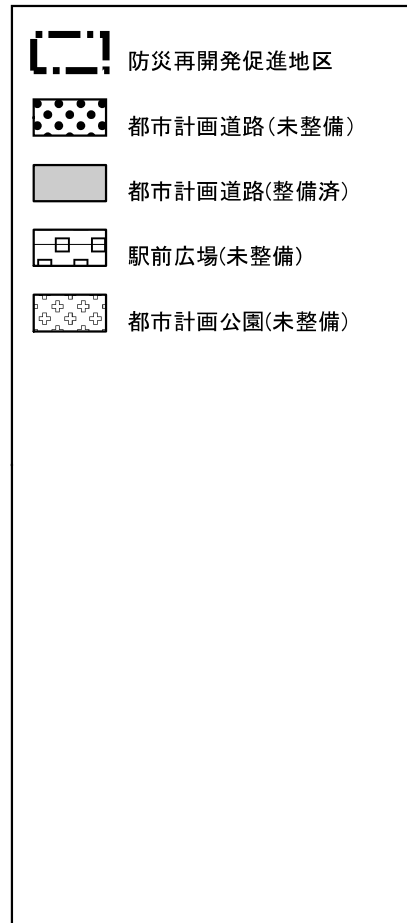 防災再開発促進地区
都市計画道路（未整備）
都市計画道路(整備済）
駅前広場(未整備）
都市計画公園(未整備）